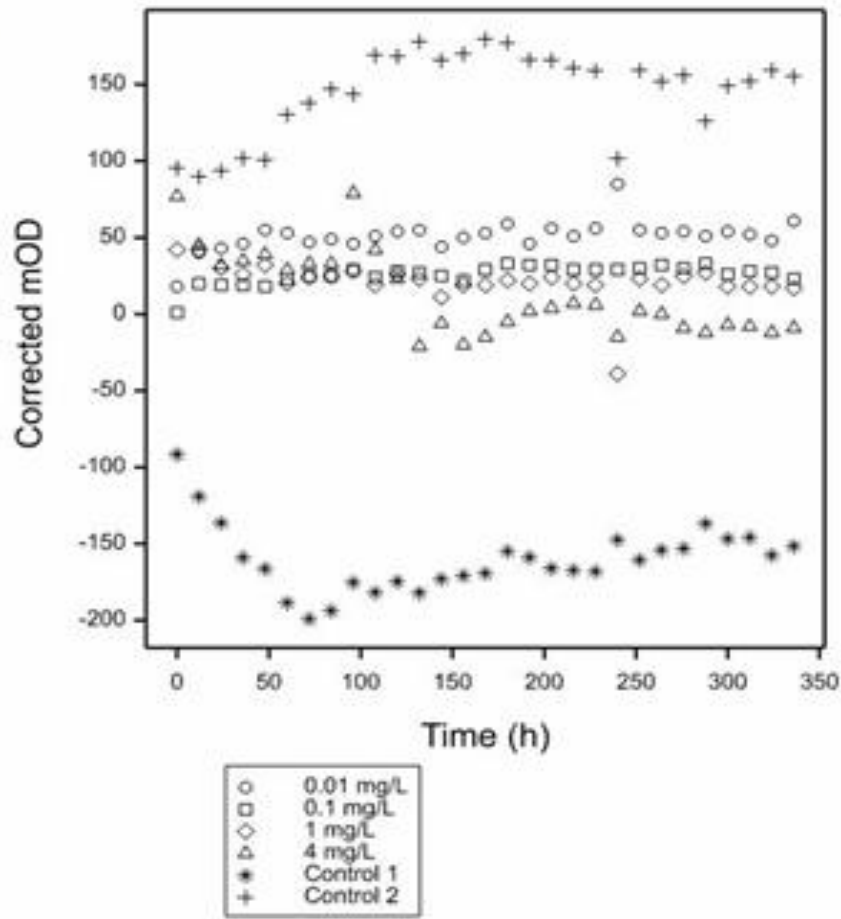 150
100
50
0
-50
-100
-150
-200
Corrected mOD
0 50 100 150 200 250 300 350
Time (h)
0.01 mg/L
0.1 mg/L
1 mg/L
4 mg/L
Control 1
Control 2